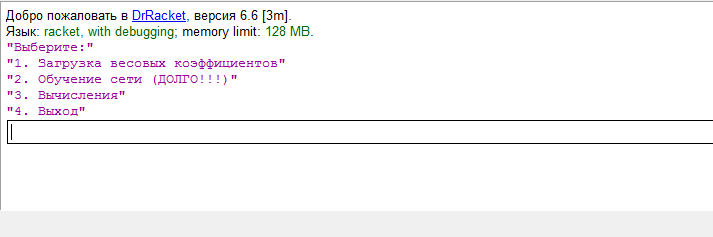 Добро пожаловать в DrRacket, версия 6.6 [3m].
Язык: racket, with debugging; memory limit: 128 MB.
"Выберите:"
"1. Загрузка весовых коэффициентов"
"2. Обучение сети (ДОЛГО!!!)"
"3. Вычисления"
"4. Выход"